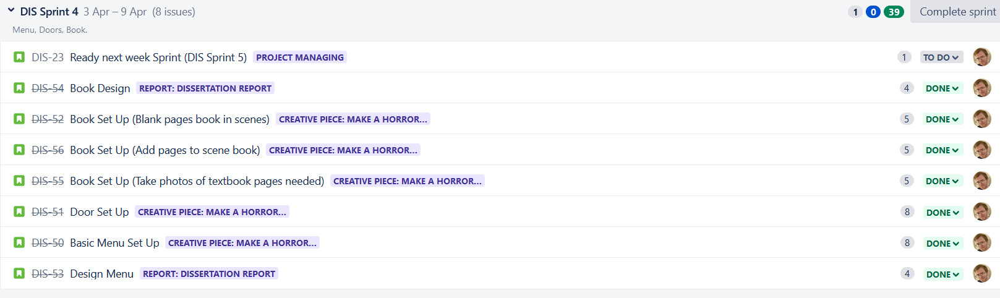 DIS Sprint 4 3 Apr – 9 Apr (8 issues) 1 0 39 Complete sprint
Menu, Doors, Book.
DIS-23 Ready next week Sprint (DIS Sprint 5) PROJECT MANAGING 1 TO DO
DIS-54 Book Design REPORT: DISSERTATION REPORT 4 DONE
DIS-52 Book Set Up (Blank pages book in scenes) CREATIVE PIECE: MAKE A HORROR... 5 DONE
DIS-56 Book Set Up (Add pages to scene book) CREATIVE PIECE: MAKE A HORROR... 5 DONE
DIS-55 Book Set Up (Take photos of textbook pages needed) CREATIVE PIECE: MAKE A HORROR... 5 DONE
DIS-51 Door Set Up CREATIVE PIECE: MAKE A HORROR... 8 DONE
DIS-50 Basic Menu Set Up CREATIVE PIECE: MAKE A HORROR... 8 DONE
DIS-53 Design Menu REPORT: DISSERTATION REPORT 4 DONE